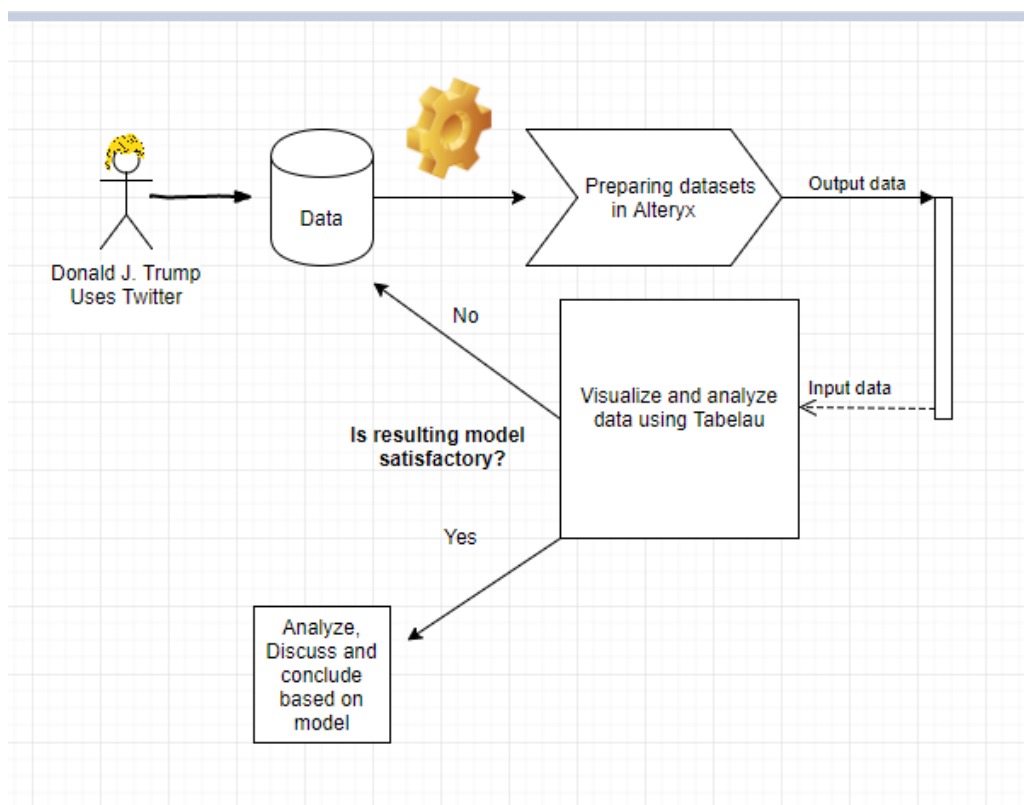 Donald J. Trump
Uses Twitter
Data
Preparing datasets
in Alteryx
Output data
Input data
Visualize and analyze
data using Tabelau
No
Is resulting model
satisfactory?
Yes
Analyze,
Discuss and
conclude
based on
model